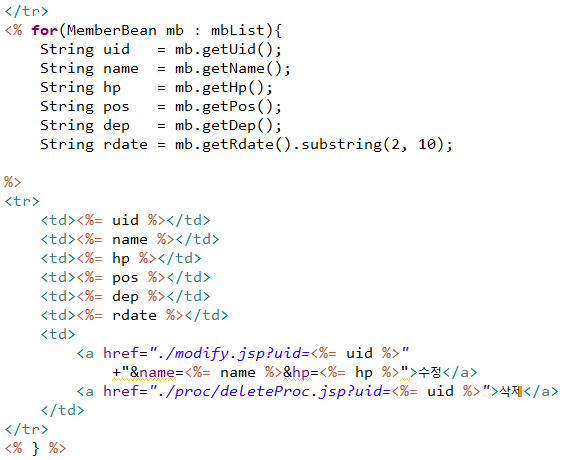 </tr>
<% for(MemberBean mb : mbList){
    String uid   = mb.getUid();
    String name  = mb.getName();
    String hp    = mb.getHp();
    String pos   = mb.getPos();
    String dep   = mb.getDep();
    String rdate = mb.getRdate().substring(2, 10);
%>
<tr>
    <td><%= uid %></td>
    <td><%= name %></td>
    <td><%= hp %></td>
    <td><%= pos %></td>
    <td><%= dep %></td>
    <td><%= rdate %></td>
    <td>
        <a href="./modify.jsp?uid=<%= uid %>"
            +"&name=<%= name %>&hp=<%= hp %>">수정</a>
        <a href="./proc/deleteProc.jsp?uid=<%= uid %>">삭제</a>
    </td>
</tr>
<% } %>